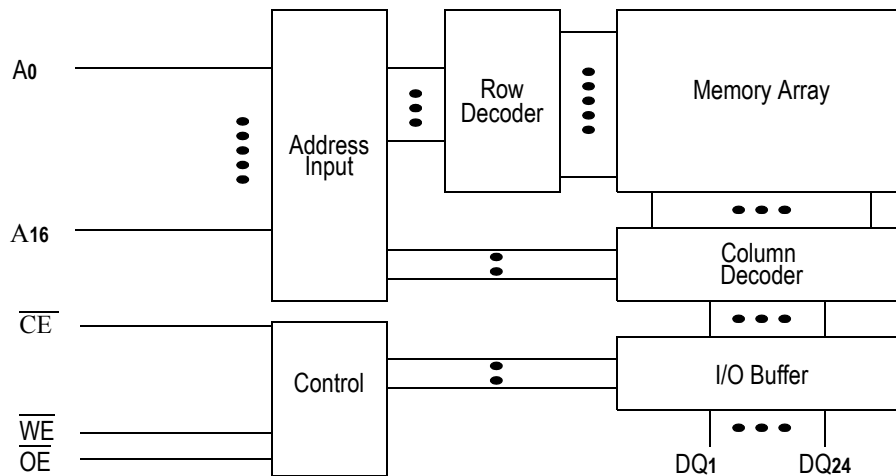 A0
Address
Input
Row
Decoder
Memory Array
A16
Column
Decoder
CE
Control
I/O Buffer
WE
OE
DQ1
DQ24